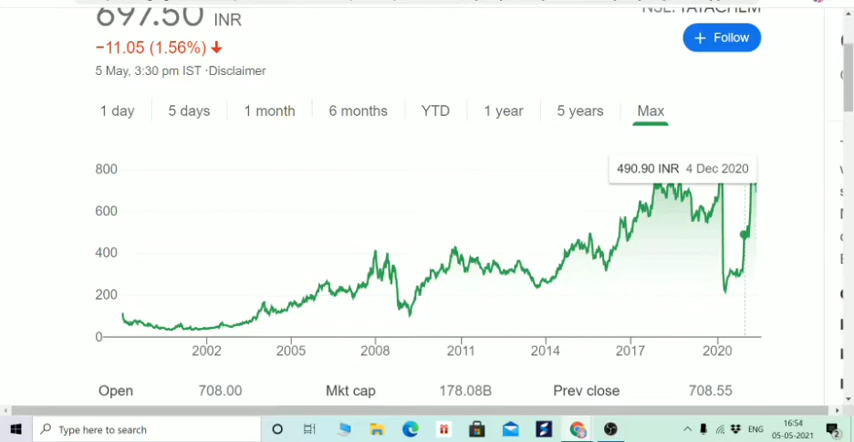 697.50 INR
NSE: TATACHEM
−11.05 (1.56%)
+ Follow
5 May, 3:30 pm IST ·Disclaimer
1 day 5 days 1 month 6 months YTD 1 year 5 years Max
490.90 INR 4 Dec 2020
800
600
400
200
0
2002 2005 2008 2011 2014 2017 2020
Open 708.00 Mkt cap 178.08B Prev close 708.55
Type here to search
ENG
16:54
05-05-2021
2